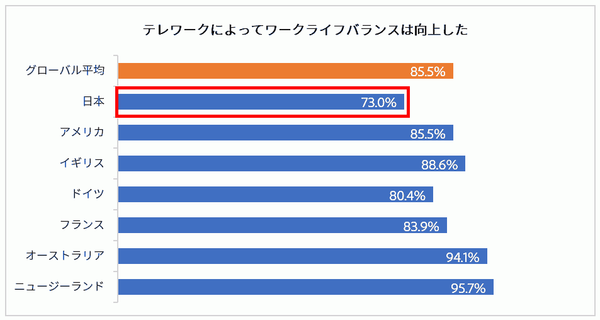 テレワークによってワークライフバランスは向上した
グローバル平均 85.5%
日本 73.0%
アメリカ 85.5%
イギリス 88.6%
ドイツ 80.4%
フランス 83.9%
オーストラリア 94.1%
ニュージーランド 95.7%